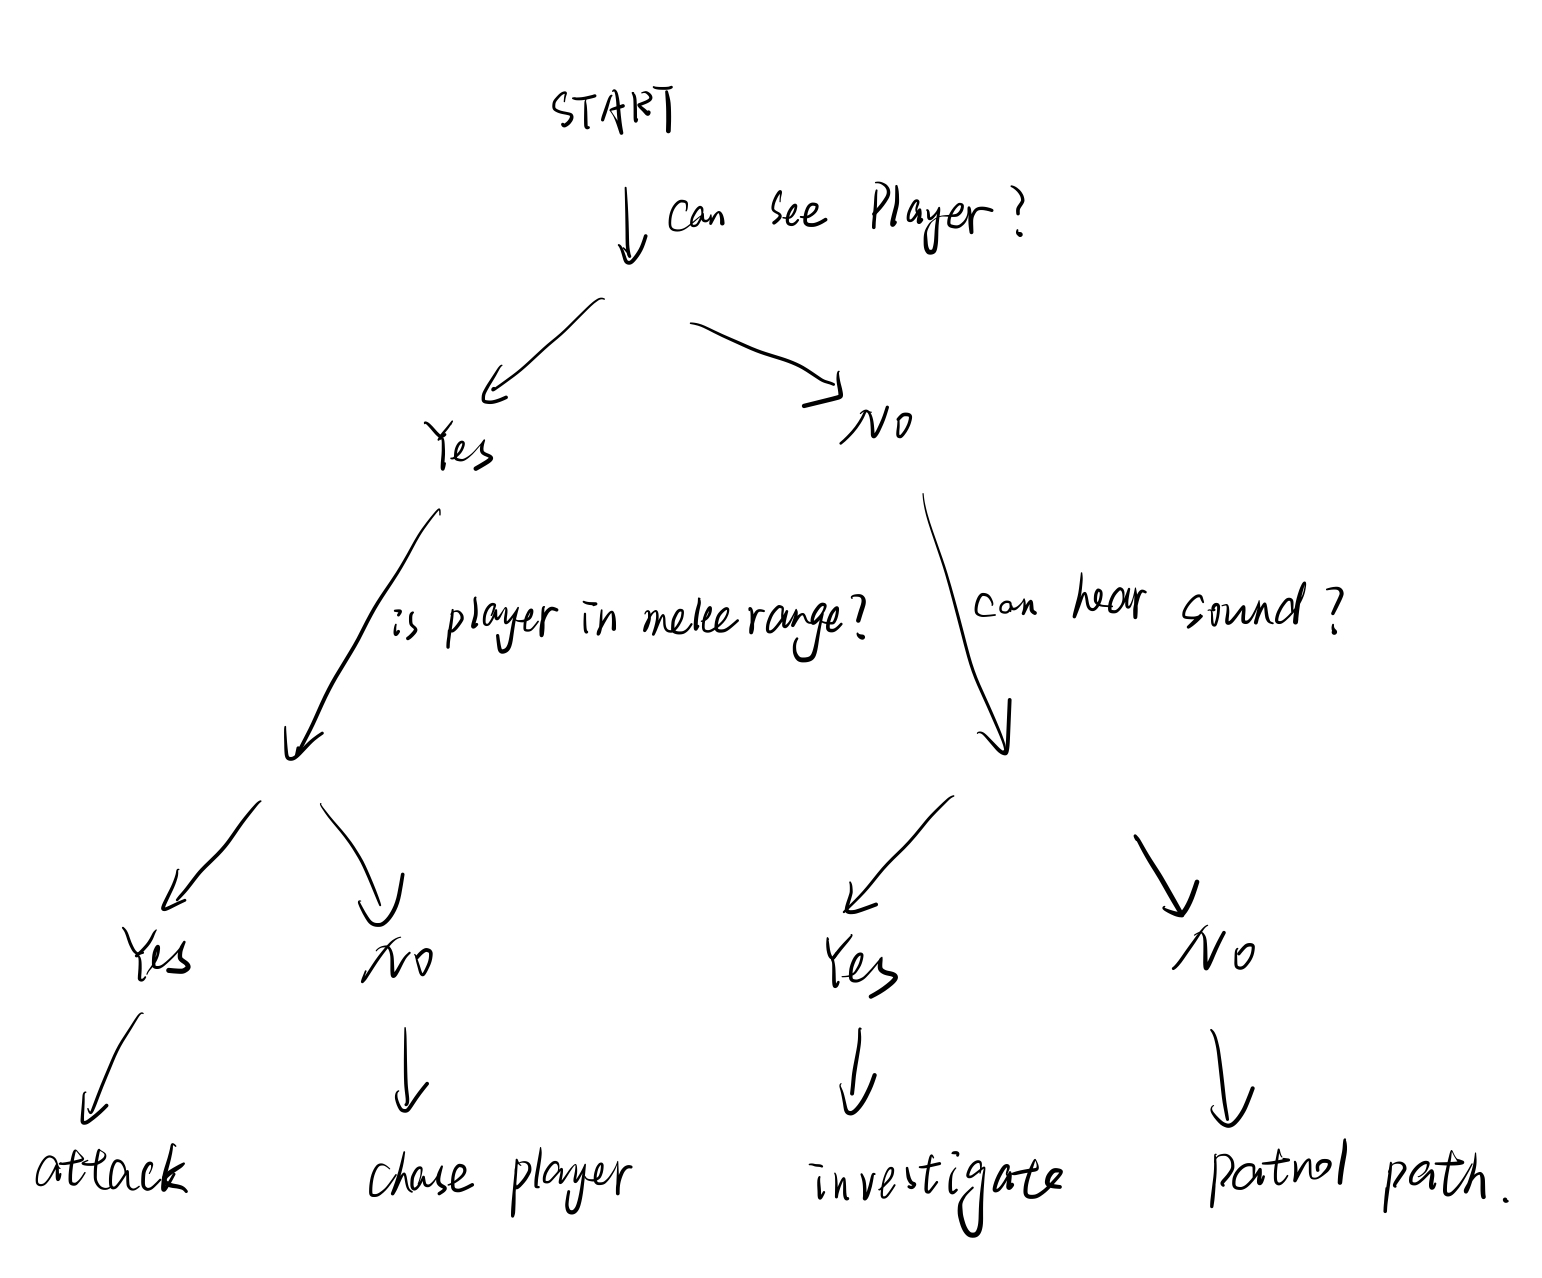 START
can see Player?
Yes
No
is player in melee range?
can hear sound?
Yes
No
Yes
No
attack
chase player
investigate
patrol path.